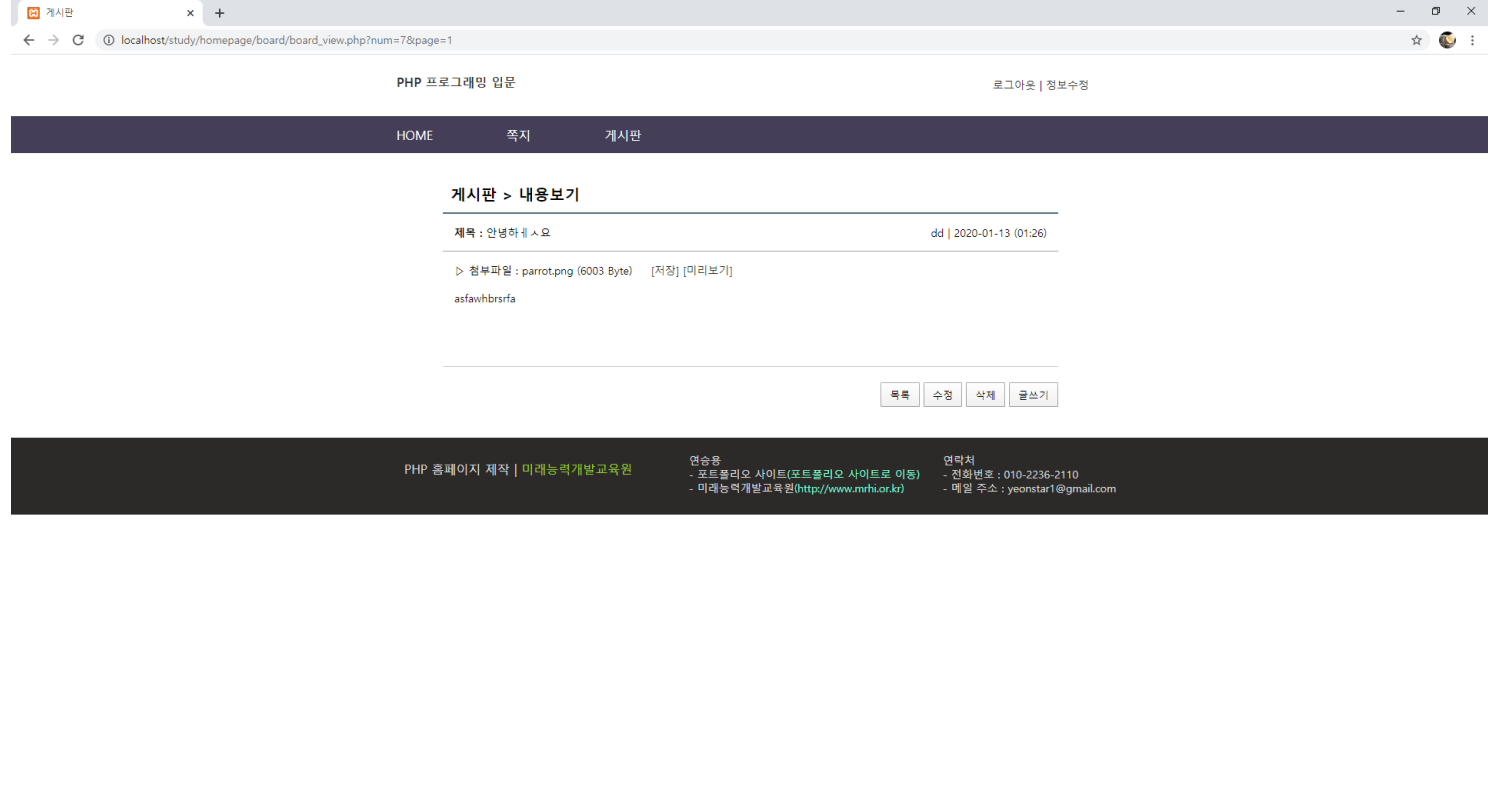 게시판
localhost/study/homepage/board/board_view.php?num=7&page=1
PHP 프로그래밍 입문
로그아웃 | 정보수정
HOME 쪽지 게시판
게시판 > 내용보기
제목 : 안녕하ㅔㅅ요 dd | 2020-01-13 (01:26)
▷ 첨부파일 : parrot.png (6003 Byte) [저장] [미리보기]
asfawhbrsrfa
목록 수정 삭제 글쓰기
PHP 홈페이지 제작 | 미래능력개발교육원
연승용
- 포트폴리오 사이트(포트폴리오 사이트로 이동)
- 미래능력개발교육원(http://www.mrhi.or.kr)
연락처
- 전화번호 : 010-2236-2110
- 메일 주소 : yeonstar1@gmail.com